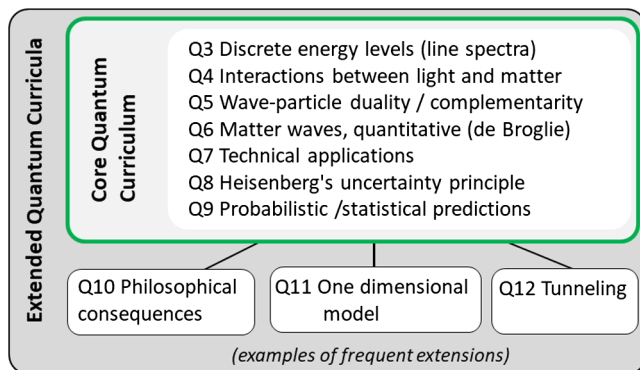 Extended Quantum Curricula
Core Quantum
Curriculum
Q3 Discrete energy levels (line spectra)
Q4 Interactions between light and matter
Q5 Wave-particle duality / complementarity
Q6 Matter waves, quantitative (de Broglie)
Q7 Technical applications
Q8 Heisenberg's uncertainty principle
Q9 Probabilistic /statistical predictions
Q10 Philosophical
consequences
Q11 One dimensional
model
Q12 Tunneling
(examples of frequent extensions)